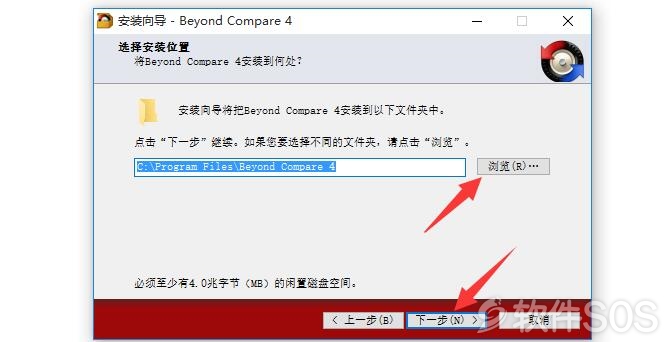 安装向导 - Beyond Compare 4
选择安装位置
将Beyond Compare 4安装到何处?
安装向导将把Beyond Compare 4安装到以下文件夹中。
点击“下一步”继续。如果您要选择不同的文件夹,请点击“浏览”。
C:\Program Files\Beyond Compare 4
浏览(R)…
必须至少有4.0兆字节(MB)的闲置磁盘空间。
< 上一步(B)
下一步(N) >
取消
软件SOS